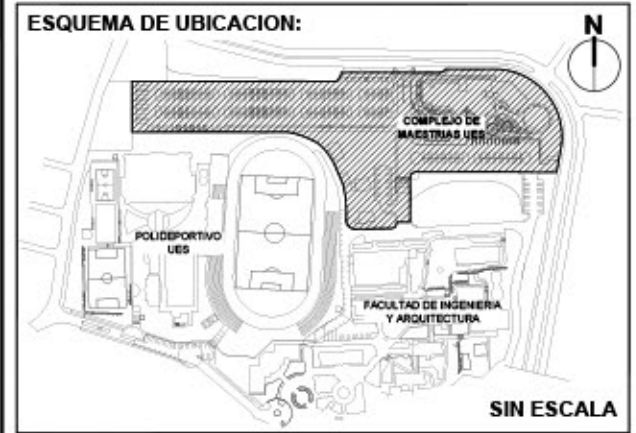 ESQUEMA DE UBICACION:
N
COMPLEJO DE
MAESTRIAS UES
POLIDEPORTIVO
UES
FACULTAD DE INGENIERIA
Y ARQUITECTURA
SIN ESCALA